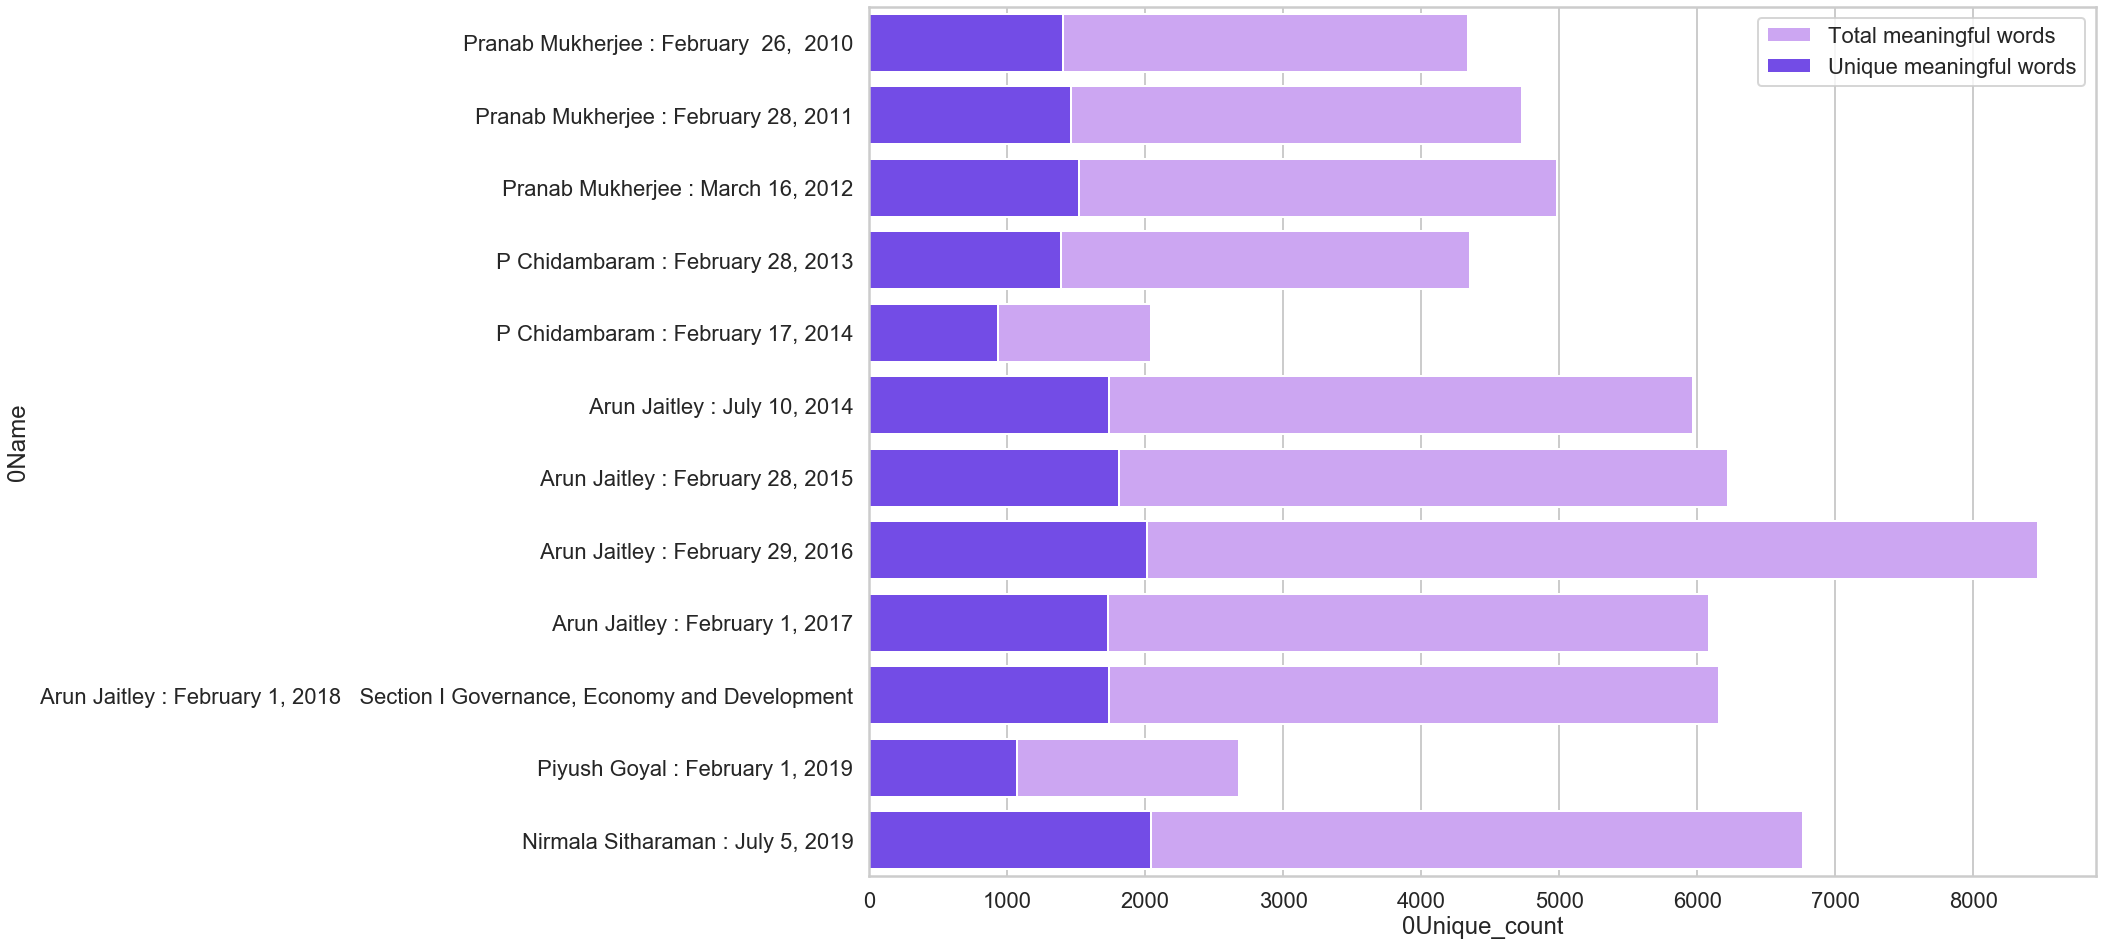 Pranab Mukherjee : February  26,  2010
Pranab Mukherjee : February 28, 2011
Pranab Mukherjee : March 16, 2012
P Chidambaram : February 28, 2013
P Chidambaram : February 17, 2014
Arun Jaitley : July 10, 2014
Arun Jaitley : February 28, 2015
Arun Jaitley : February 29, 2016
Arun Jaitley : February 1, 2017
Arun Jaitley : February 1, 2018   Section I Governance, Economy and Development
Piyush Goyal : February 1, 2019
Nirmala Sitharaman : July 5, 2019
0Name
Total meaningful words
Unique meaningful words
0 1000 2000 3000 4000 5000 6000 7000 8000
0Unique_count